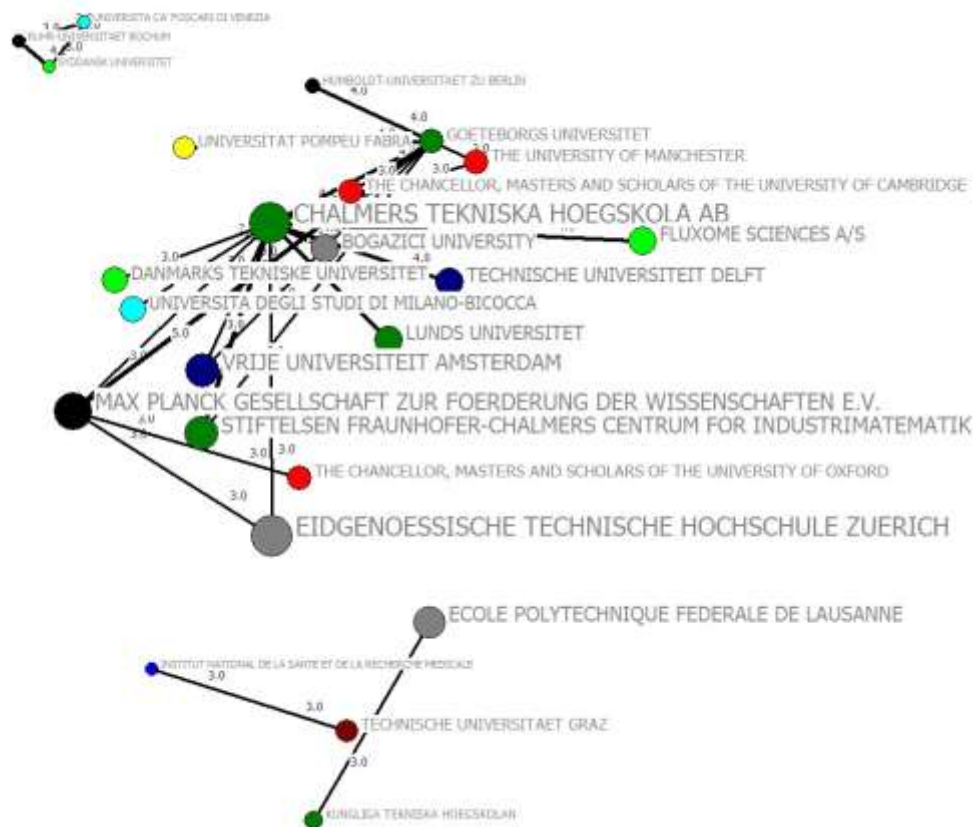 UNIVERSITA CA' FOSCARI DI VENEZIA
RUHR-UNIVERSITAET BOCHUM
SYDDANSK UNIVERSITET
HUMBOLDT-UNIVERSITAET ZU BERLIN
4.0
4.0
GOETEBORGS UNIVERSITET
UNIVERSITAT POMPEU FABRA
3.0
THE UNIVERSITY OF MANCHESTER
3.0
3.0
THE CHANCELLOR, MASTERS AND SCHOLARS OF THE UNIVERSITY OF CAMBRIDGE
CHALMERS TEKNISKA HOEGSKOLA AB
BOGAZICI UNIVERSITY
FLUXOME SCIENCES A/S
3.0
4.0
DANMARKS TEKNISKE UNIVERSITET
TECHNISCHE UNIVERSITEIT DELFT
UNIVERSITA DEGLI STUDI DI MILANO-BICOCCA
3.0
5.0
LUNDS UNIVERSITET
3.0
VRIJE UNIVERSITEIT AMSTERDAM
MAX PLANCK GESELLSCHAFT ZUR FOERDERUNG DER WISSENSCHAFTEN E.V.
STIFTELSEN FRAUNHOFER-CHALMERS CENTRUM FOR INDUSTRIMATEMATIK
3.0
3.0
THE CHANCELLOR, MASTERS AND SCHOLARS OF THE UNIVERSITY OF OXFORD
3.0
EIDGENOESSISCHE TECHNISCHE HOCHSCHULE ZUERICH
ECOLE POLYTECHNIQUE FEDERALE DE LAUSANNE
INSTITUT NATIONAL DE LA SANTE ET DE LA RECHERCHE MEDICALE
3.0
3.0
TECHNISCHE UNIVERSITAET GRAZ
3.0
KUNGLIGA TEKNISKA HOEGSKOLAN